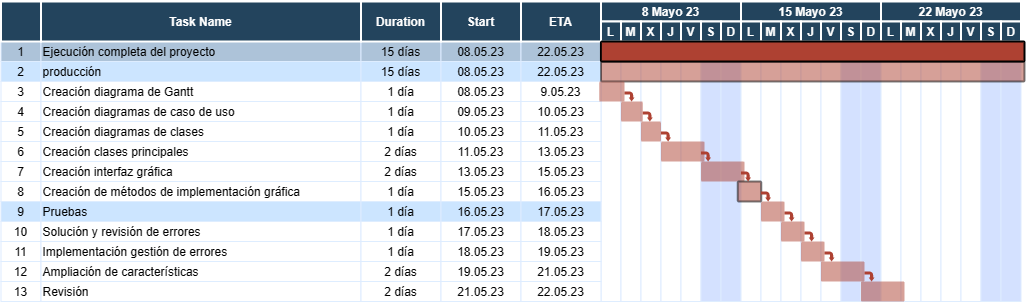 Task Name Duration Start ETA 8 Mayo 23 15 Mayo 23 22 Mayo 23
L M X J V S D L M X J V S D L M X J V S D
1 Ejecución completa del proyecto 15 días 08.05.23 22.05.23
2 producción 15 días 08.05.23 22.05.23
3 Creación diagrama de Gantt 1 día 08.05.23 9.05.23
4 Creación diagramas de caso de uso 1 día 09.05.23 10.05.23
5 Creación diagramas de clases 1 día 10.05.23 11.05.23
6 Creación clases principales 2 días 11.05.23 13.05.23
7 Creación interfaz gráfica 2 días 13.05.23 15.05.23
8 Creación de métodos de implementación gráfica 1 día 15.05.23 16.05.23
9 Pruebas 1 día 16.05.23 17.05.23
10 Solución y revisión de errores 1 día 17.05.23 18.05.23
11 Implementación gestión de errores 1 día 18.05.23 19.05.23
12 Ampliación de características 2 días 19.05.23 21.05.23
13 Revisión 2 días 21.05.23 22.05.23